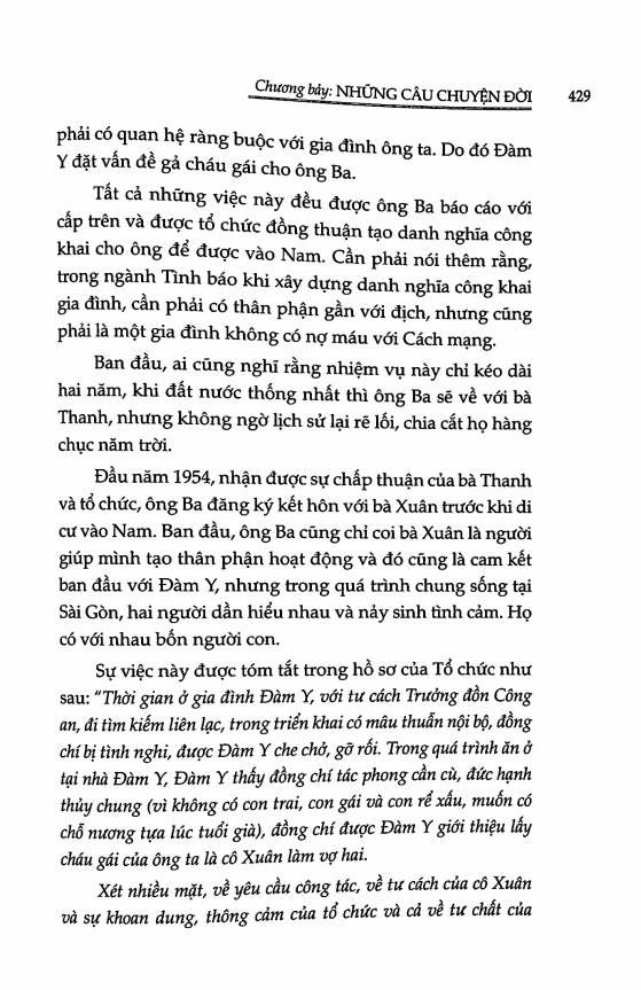 Chương bảy: NHỮNG CÂU CHUYỆN ĐỜI 429
phải có quan hệ ràng buộc với gia đình ông ta. Do đó Đàm
Y đặt vấn đề gả cháu gái cho ông Ba.
Tất cả những việc này đều được ông Ba báo cáo với
cấp trên và được tổ chức đồng thuận tạo danh nghĩa công
khai cho ông để được vào Nam. Cần phải nói thêm rằng,
trong ngành Tình báo khi xây dựng danh nghĩa công khai
gia đình, cần phải có thân phận gần với địch, nhưng cũng
phải là một gia đình không có nợ máu với Cách mạng.
Ban đầu, ai cũng nghĩ rằng nhiệm vụ này chỉ kéo dài
hai năm, khi đất nước thống nhất thì ông Ba sẽ về với bà
Thanh, nhưng không ngờ lịch sử lại rẽ lối, chia cắt họ hàng
chục năm trời.
Đầu năm 1954, nhận được sự chấp thuận của bà Thanh
và tổ chức, ông Ba đăng ký kết hôn với bà Xuân trước khi di
cư vào Nam. Ban đầu, ông Ba cũng chỉ coi bà Xuân là người
giúp mình tạo thân phận hoạt động và đó cũng là cam kết
ban đầu với Đàm Y, nhưng trong quá trình chung sống tại
Sài Gòn, hai người dần hiểu nhau và nảy sinh tình cảm. Họ
có với nhau bốn người con.
Sự việc này được tóm tắt trong hồ sơ của Tổ chức như
sau: "Thời gian ở gia đình Đàm Y, với tư cách Trưởng đồn Công
an, đi tìm kiếm liên lạc, trong triển khai có mâu thuẫn nội bộ, đồng
chí bị tình nghi, được Đàm Y che chở, gỡ rối. Trong quá trình ăn ở
tại nhà Đàm Y, Đàm Y thấy đồng chí tác phong cần cù, đức hạnh
thủy chung (vì không có con trai, con gái và con rể xấu, muốn có
chỗ nương tựa lúc tuổi già), đồng chí được Đàm Y giới thiệu lấy
cháu gái của ông ta là cô Xuân làm vợ hai.
Xét nhiều mặt, về yêu cầu công tác, về tư cách của cô Xuân
và sự khoan dung, thông cảm của tổ chức và cả về tư chất của